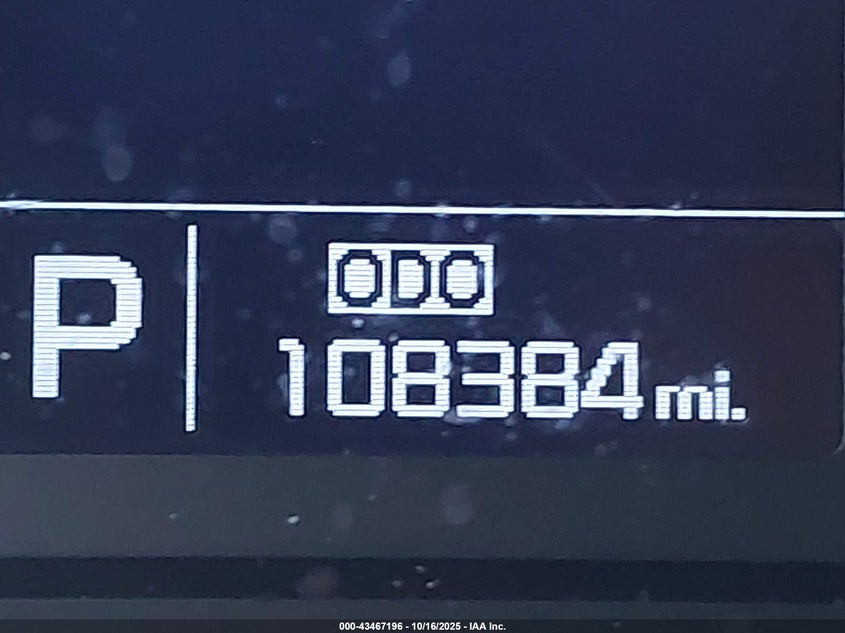 ODO
P
108384 mi.
000-43467196 - 10/16/2025 - IAA Inc.